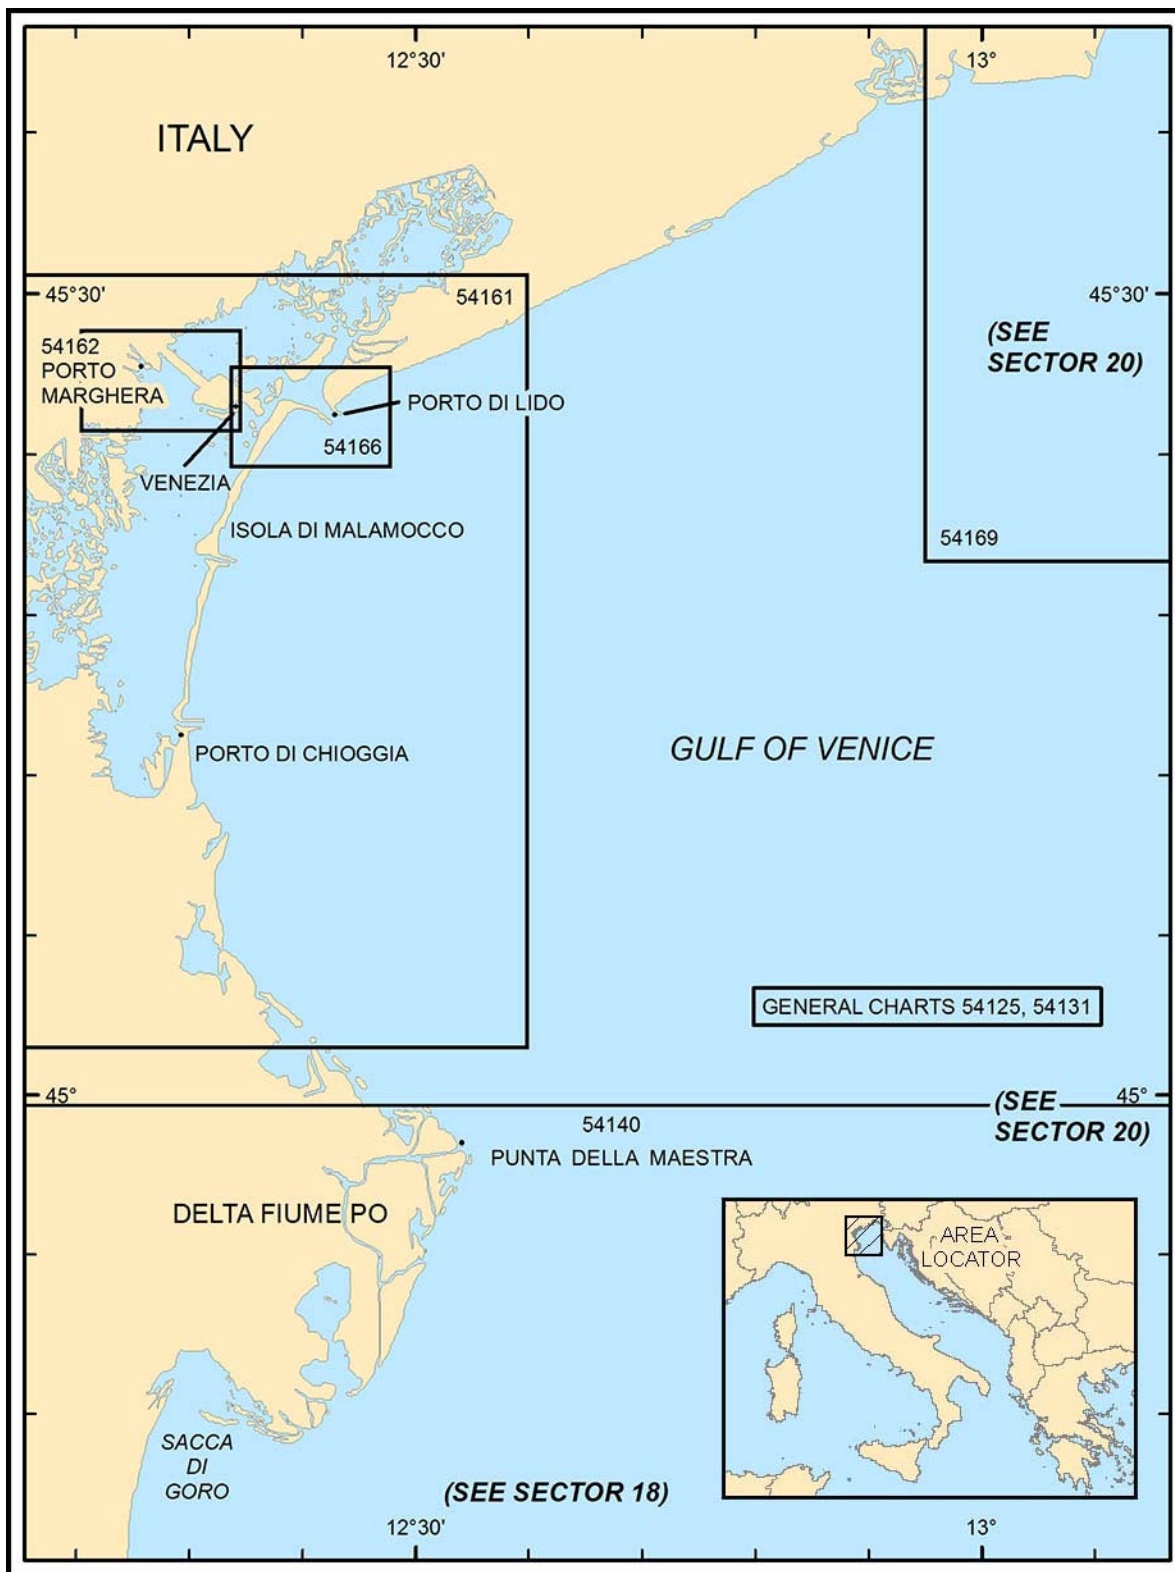 12°30'
13°
ITALY
45°30'
54161
45°30'
(SEE
SECTOR 20)
54162
PORTO
MARGHERA
PORTO DI LIDO
54166
VENEZIA
ISOLA DI MALAMOCCO
54169
PORTO DI CHIOGGIA
GULF OF VENICE
GENERAL CHARTS 54125, 54131
45°
(SEE
SECTOR 20)
45°
54140
PUNTA DELLA MAESTRA
DELTA FIUME PO
AREA
LOCATOR
SACCA
DI
GORO
(SEE SECTOR 18)
12°30'
13°